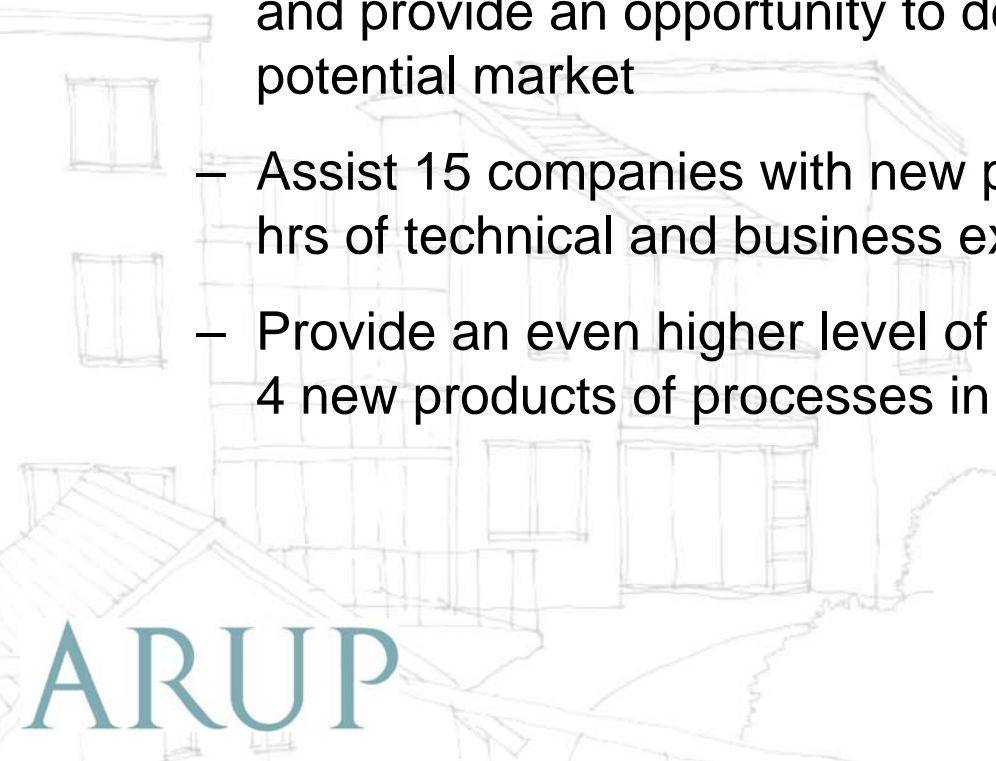 and provide an opportunity to
potential market
– Assist 15 companies with new
hrs of technical and business
– Provide an even higher level of
4 new products of processes in
ARUP